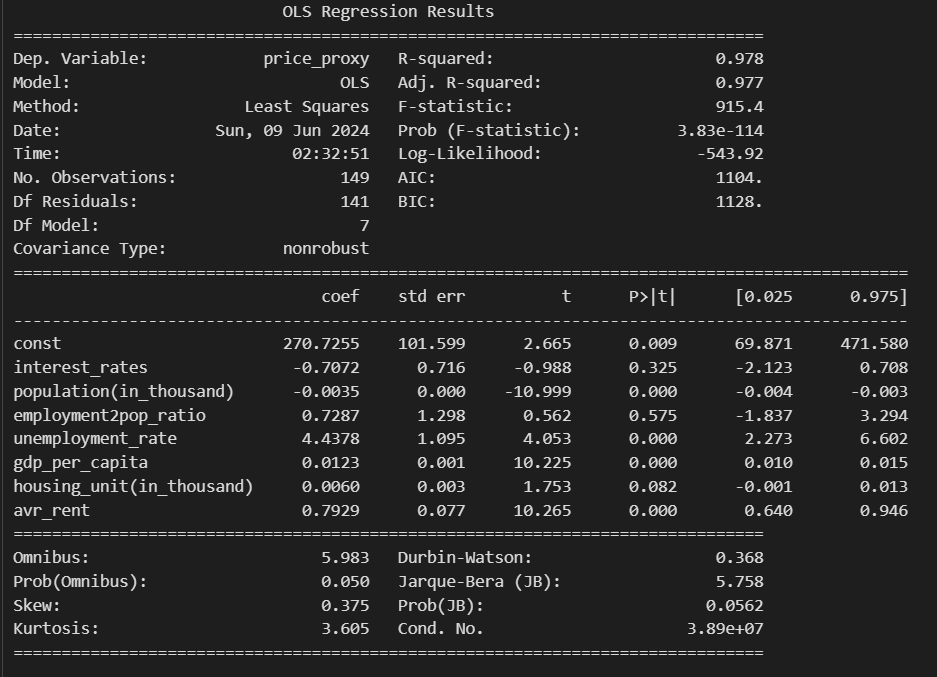 OLS Regression Results
==============================================================================
Dep. Variable:            price_proxy   R-squared:                       0.978
Model:                            OLS   Adj. R-squared:                  0.977
Method:                 Least Squares   F-statistic:                     915.4
Date:                Sun, 09 Jun 2024   Prob (F-statistic):          3.83e-114
Time:                        02:32:51   Log-Likelihood:                -543.92
No. Observations:                 149   AIC:                             1104.
Df Residuals:                     141   BIC:                             1128.
Df Model:                           7
Covariance Type:            nonrobust
=============================================================================================
                                coef    std err          t      P>|t|      [0.025      0.975]
---------------------------------------------------------------------------------------------
const                       270.7255    101.599      2.665      0.009      69.871     471.580
interest_rates               -0.7072      0.716     -0.988      0.325      -2.123       0.708
population(in_thousand)      -0.0035      0.000    -10.999      0.000      -0.004      -0.003
employment2pop_ratio          0.7287      1.298      0.562      0.575      -1.837       3.294
unemployment_rate             4.4378      1.095      4.053      0.000       2.273       6.602
gdp_per_capita                0.0123      0.001     10.225      0.000       0.010       0.015
housing_unit(in_thousand)     0.0060      0.003      1.753      0.082      -0.001       0.013
avr_rent                      0.7929      0.077     10.265      0.000       0.640       0.946
==============================================================================
Omnibus:                        5.983   Durbin-Watson:                   0.368
Prob(Omnibus):                  0.050   Jarque-Bera (JB):                5.758
Skew:                           0.375   Prob(JB):                       0.0562
Kurtosis:                       3.605   Cond. No.                     3.89e+07
==============================================================================